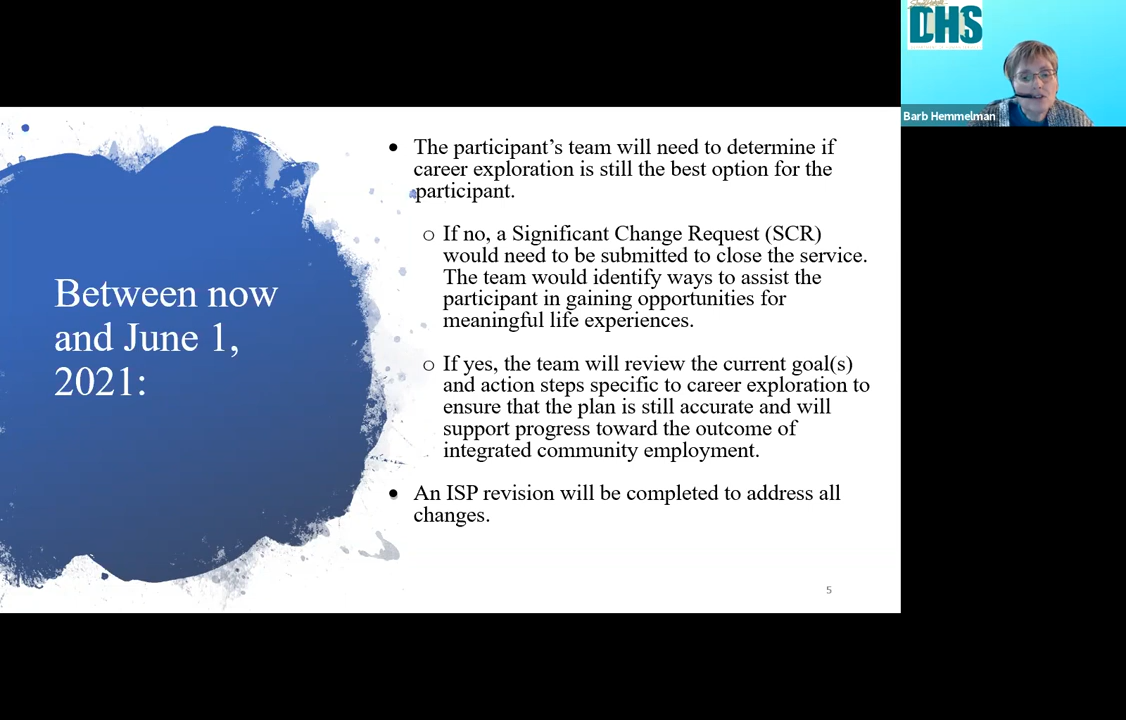 DHS
Barb Hemmelman
Between now
and June 1,
2021:
• The participant’s team will need to determine if
career exploration is still the best option for the
participant.
o If no, a Significant Change Request (SCR)
would need to be submitted to close the service.
The team would identify ways to assist the
participant in gaining opportunities for
meaningful life experiences.
o If yes, the team will review the current goal(s)
and action steps specific to career exploration to
ensure that the plan is still accurate and will
support progress toward the outcome of
integrated community employment.
• An ISP revision will be completed to address all
changes.
5